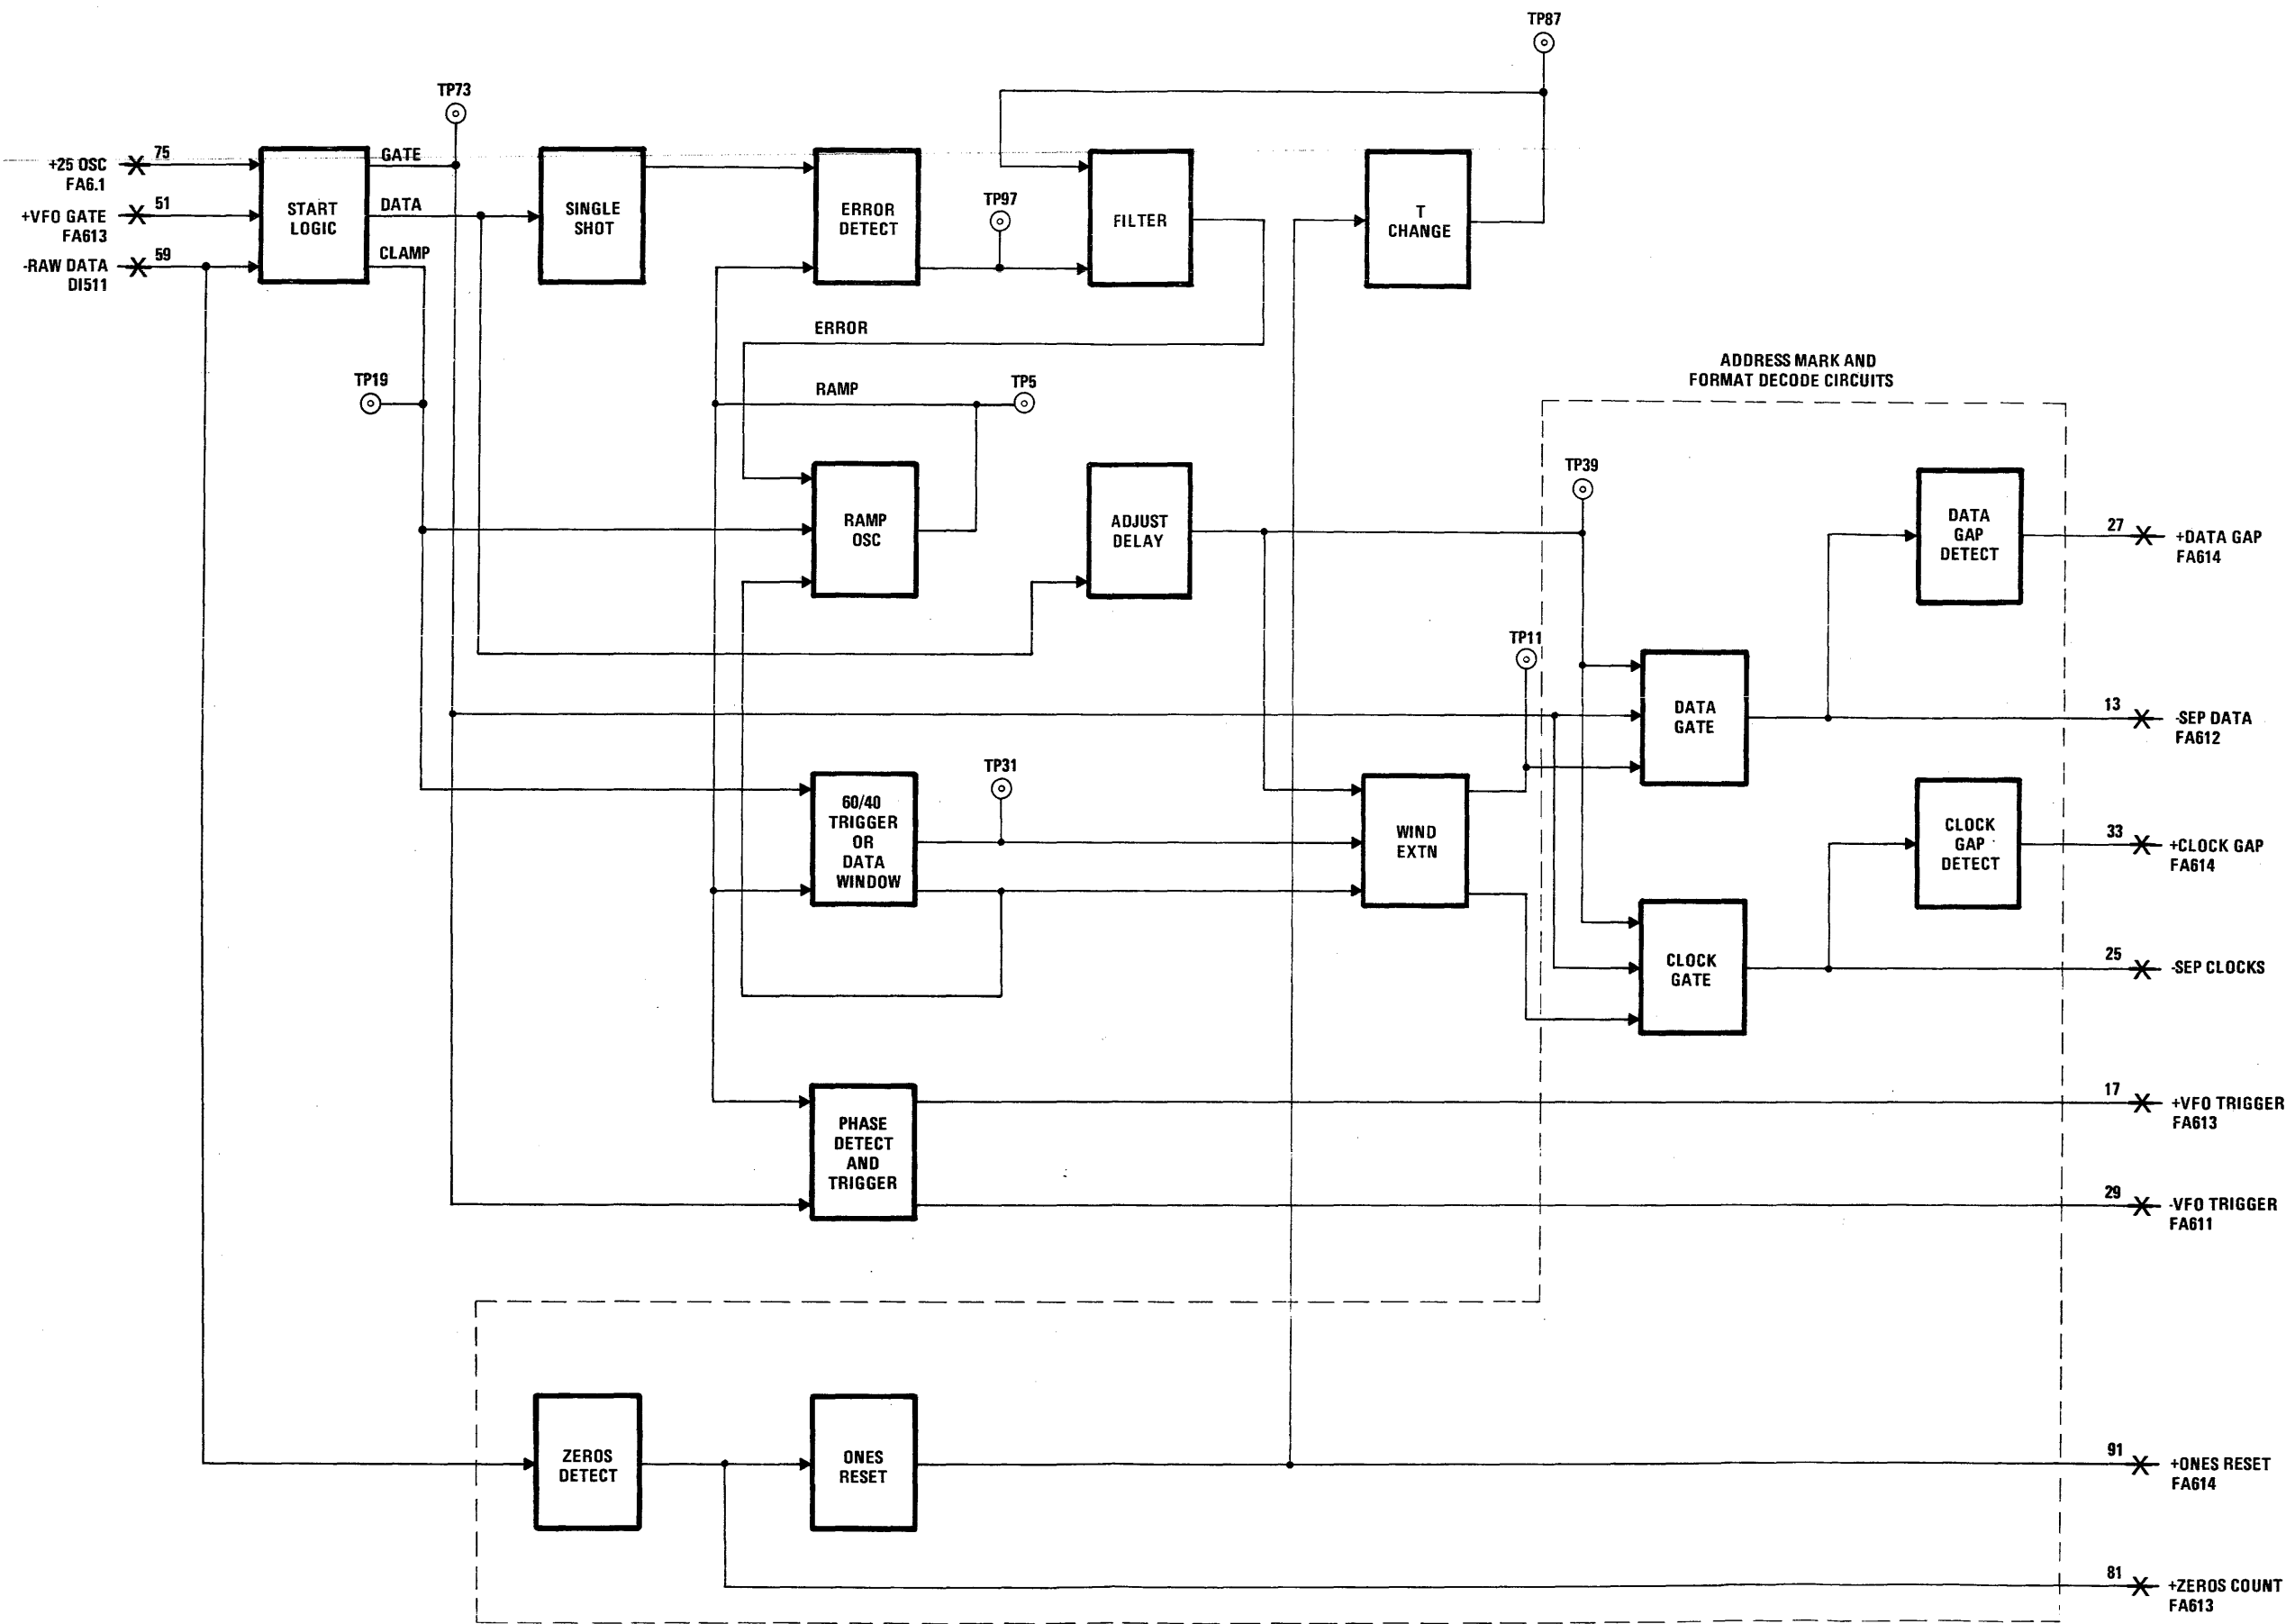 TP87
TP73
+25 OSC
FA6.1
75
+VFO GATE
FA613
51
-RAW DATA
DI511
59
START
LOGIC
GATE
DATA
CLAMP
SINGLE
SHOT
ERROR
DETECT
TP97
FILTER
T
CHANGE
ERROR
TP19
RAMP
TP5
ADDRESS MARK AND
FORMAT DECODE CIRCUITS
RAMP
OSC
ADJUST
DELAY
TP39
DATA
GAP
DETECT
27
+DATA GAP
FA614
TP11
DATA
GATE
13
-SEP DATA
FA612
60/40
TRIGGER
OR
DATA
WINDOW
TP31
WIND
EXTN
CLOCK
GAP
DETECT
33
+CLOCK GAP
FA614
CLOCK
GATE
25
-SEP CLOCKS
PHASE
DETECT
AND
TRIGGER
17
+VFO TRIGGER
FA613
29
-VFO TRIGGER
FA611
ZEROS
DETECT
ONES
RESET
91
+ONES RESET
FA614
81
+ZEROS COUNT
FA613